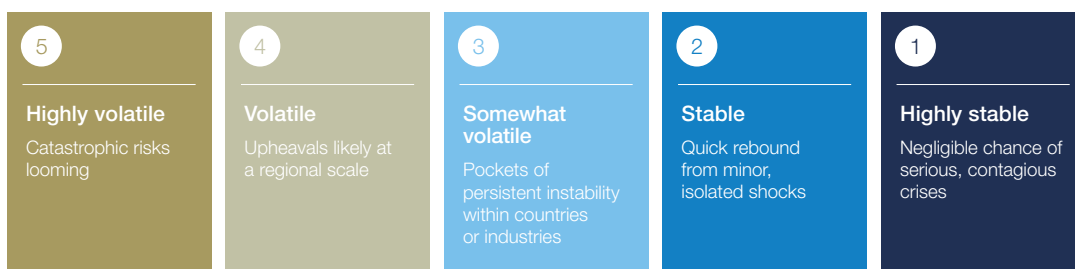 5
Highly volatile
Catastrophic risks
looming
4
Volatile
Upheavals likely at
a regional scale
3
Somewhat
volatile
Pockets of
persistent instability
within countries
or industries
2
Stable
Quick rebound
from minor,
isolated shocks
1
Highly stable
Negligible chance of
serious, contagious
crises